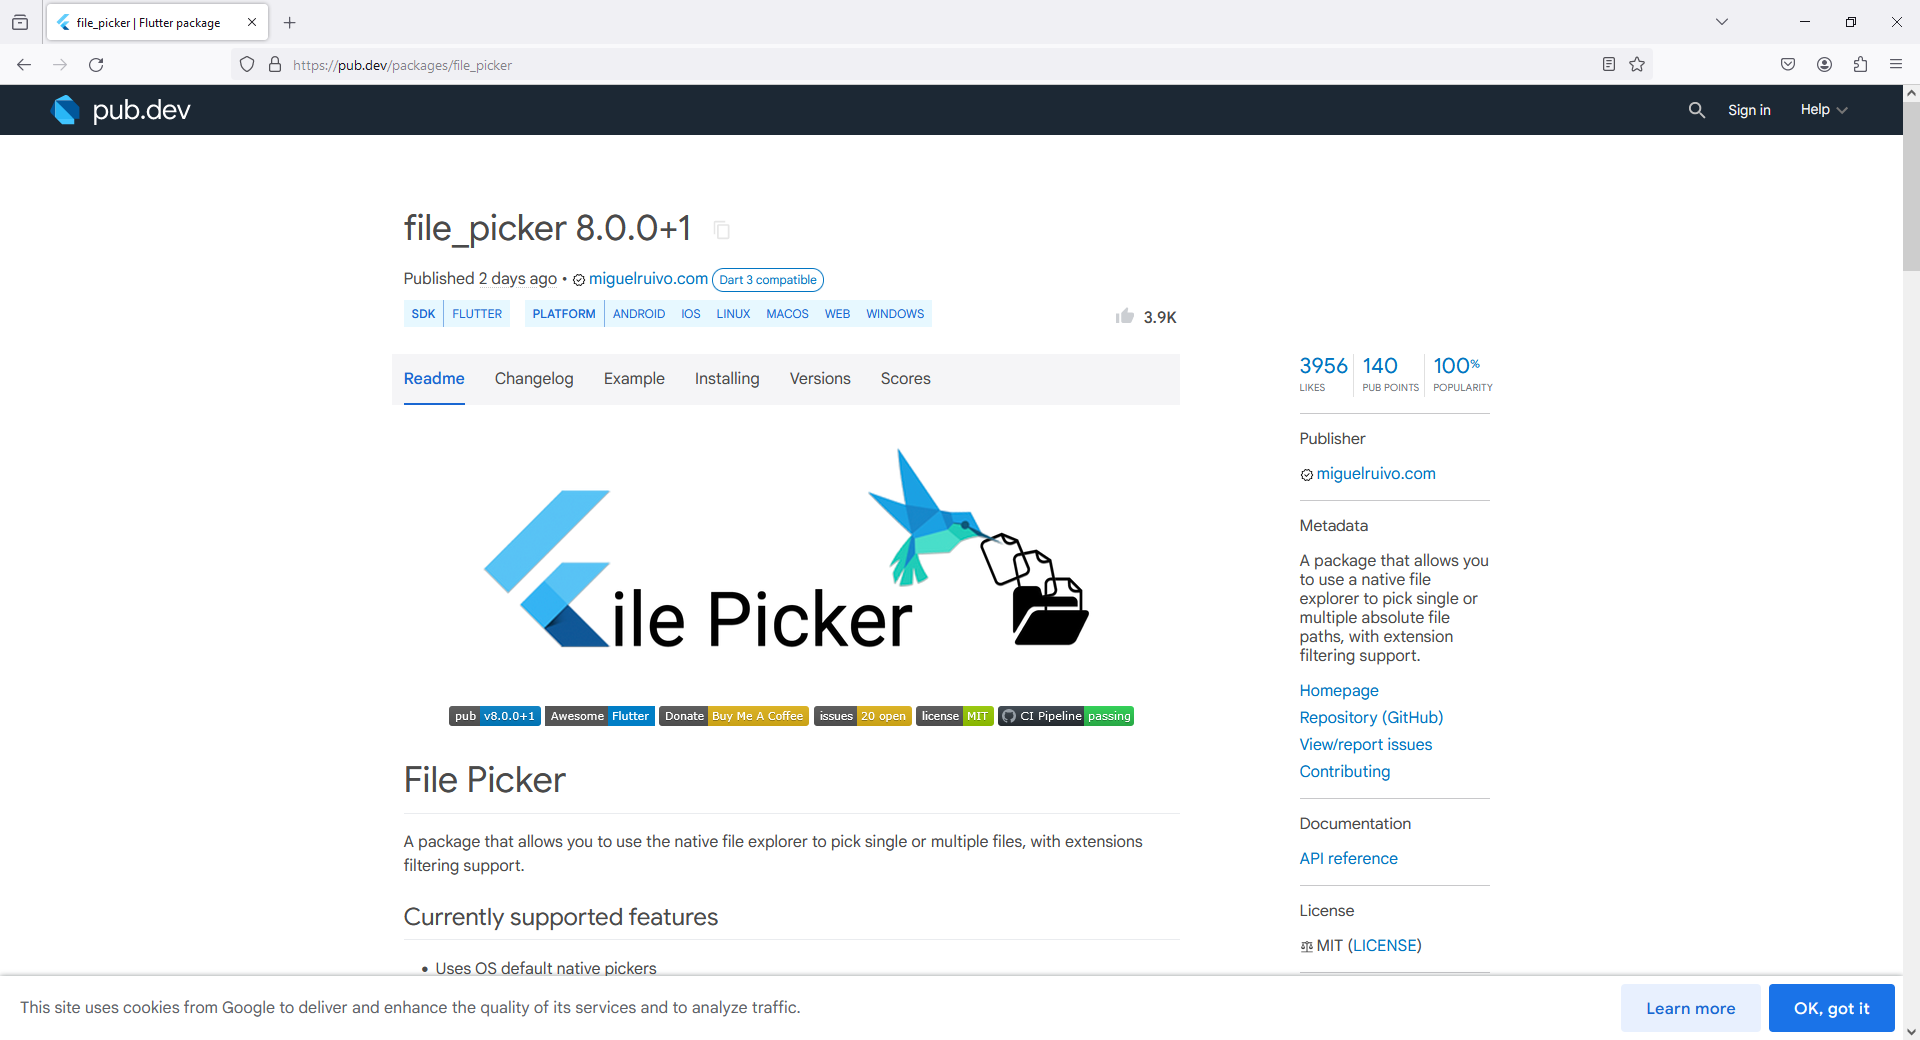 file_picker | Flutter package
https://pub.dev/packages/file_picker
pub.dev
Sign in
Help
file_picker 8.0.0+1
Published 2 days ago • miguelruivo.com Dart 3 compatible
SDK FLUTTER PLATFORM ANDROID IOS LINUX MACOS WEB WINDOWS
3.9K
Readme Changelog Example Installing Versions Scores
ile Picker
pub v8.0.0+1 Awesome Flutter Donate Buy Me A Coffee issues 20 open license MIT CI Pipeline passing
File Picker
A package that allows you to use the native file explorer to pick single or multiple files, with extensions
filtering support.
Currently supported features
• Uses OS default native pickers
3956 140 100%
LIKES PUB POINTS POPULARITY
Publisher
miguelruivo.com
Metadata
A package that allows you
to use a native file
explorer to pick single or
multiple absolute file
paths, with extension
filtering support.
Homepage
Repository (GitHub)
View/report issues
Contributing
Documentation
API reference
License
MIT (LICENSE)
This site uses cookies from Google to deliver and enhance the quality of its services and to analyze traffic.
Learn more
OK, got it